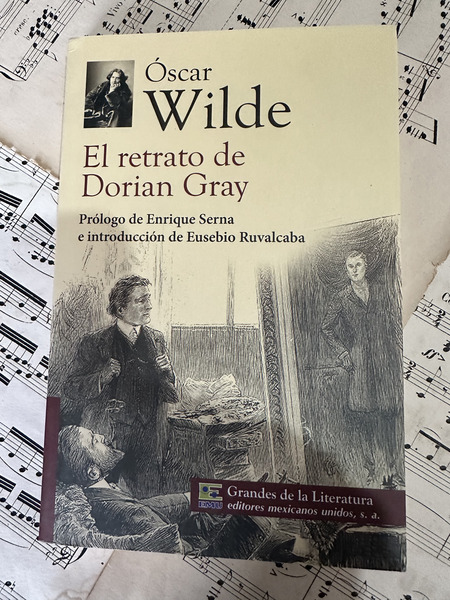 Óscar
Wilde
El retrato de
Dorian Gray
Prólogo de Enrique Serna
e introducción de Eusebio Ruvalcaba
Grandes de la Literatura
editores mexicanos unidos, s. a.